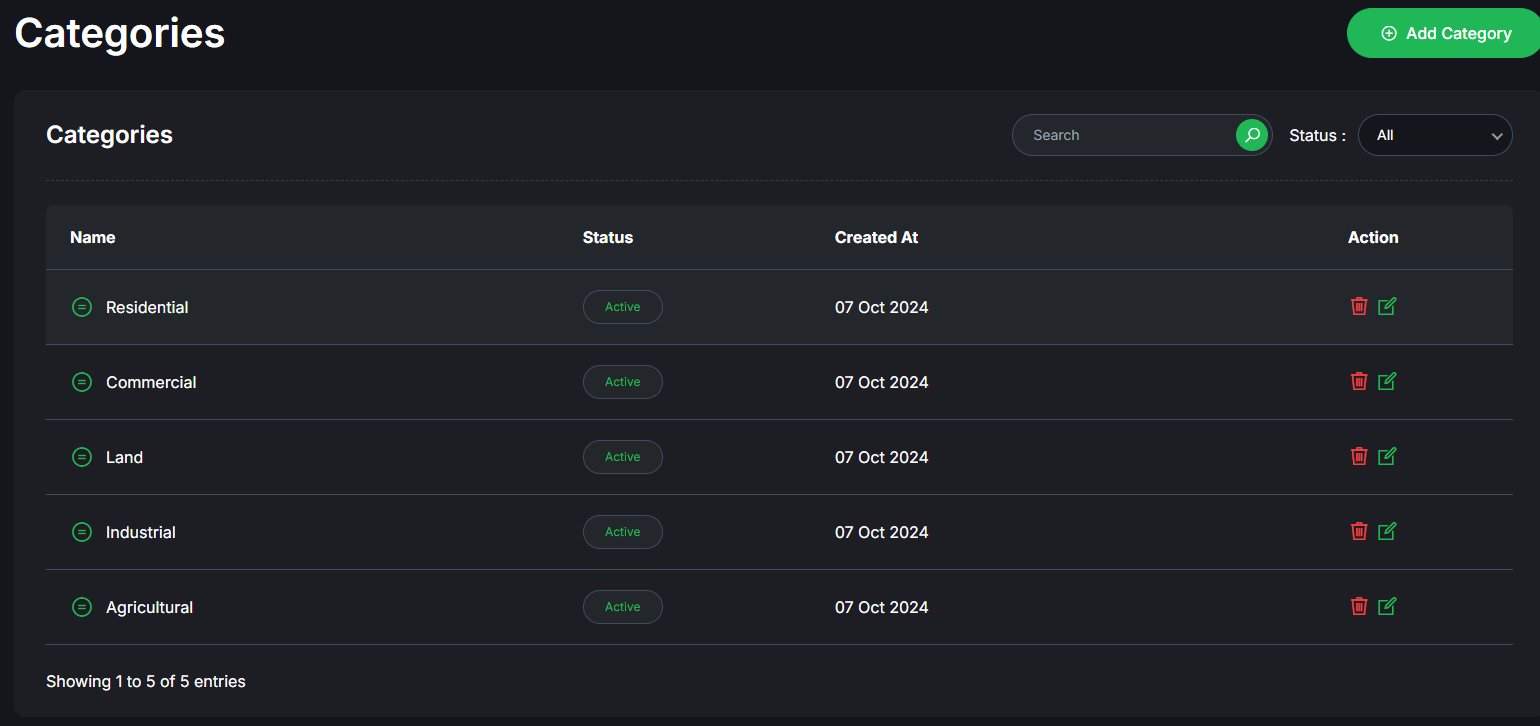 Categories
Add Category
Categories
Search
Status :
All
Name Status Created At Action
Residential Active 07 Oct 2024
Commercial Active 07 Oct 2024
Land Active 07 Oct 2024
Industrial Active 07 Oct 2024
Agricultural Active 07 Oct 2024
Showing 1 to 5 of 5 entries